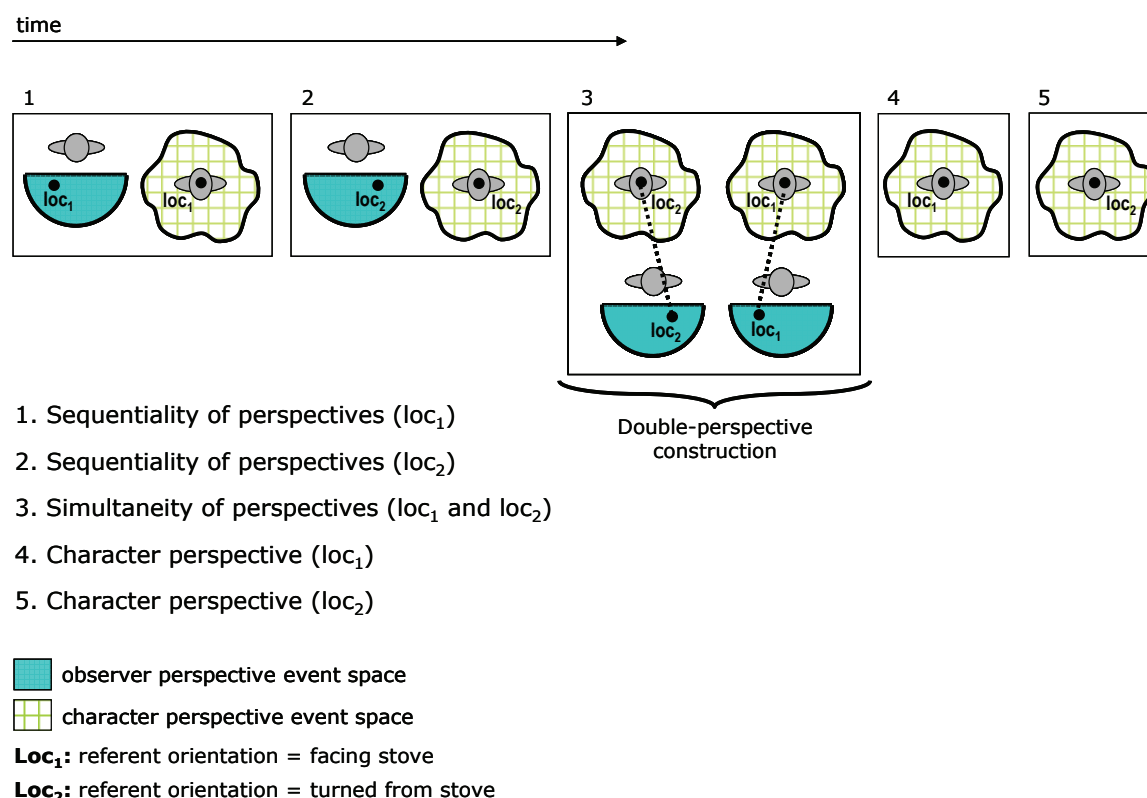 time
1 2 3 4 5
loc₁ loc₁ loc₂ loc₂ loc₂ loc₁ loc₁ loc₂
loc₂ loc₁
Double-perspective
construction
1. Sequentiality of perspectives (loc₁)
2. Sequentiality of perspectives (loc₂)
3. Simultaneity of perspectives (loc₁ and loc₂)
4. Character perspective (loc₁)
5. Character perspective (loc₂)
observer perspective event space
character perspective event space
Loc₁: referent orientation = facing stove
Loc₂: referent orientation = turned from stove